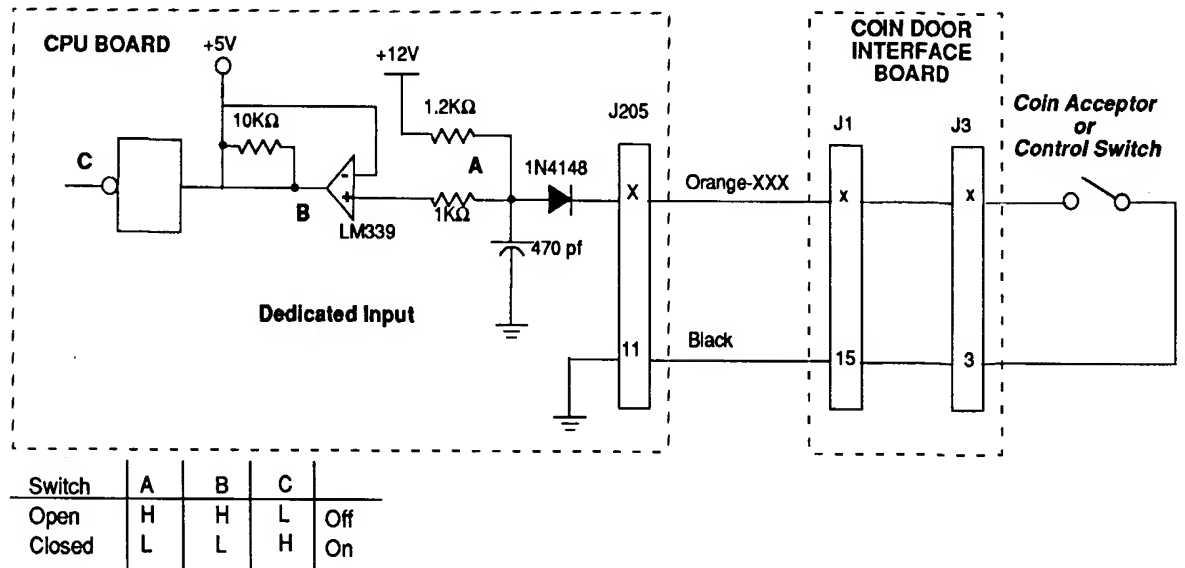 CPU BOARD
+5V
+12V
10KΩ
1.2KΩ
C
A
B
-
+
LM339
1KΩ
1N4148
470 pf
Dedicated Input
J205
X
11
Orange-XXX
Black
COIN DOOR
INTERFACE
BOARD
J1
J3
x
x
15
3
Coin Acceptor
or
Control Switch
Switch A B C
Open H H L Off
Closed L L H On